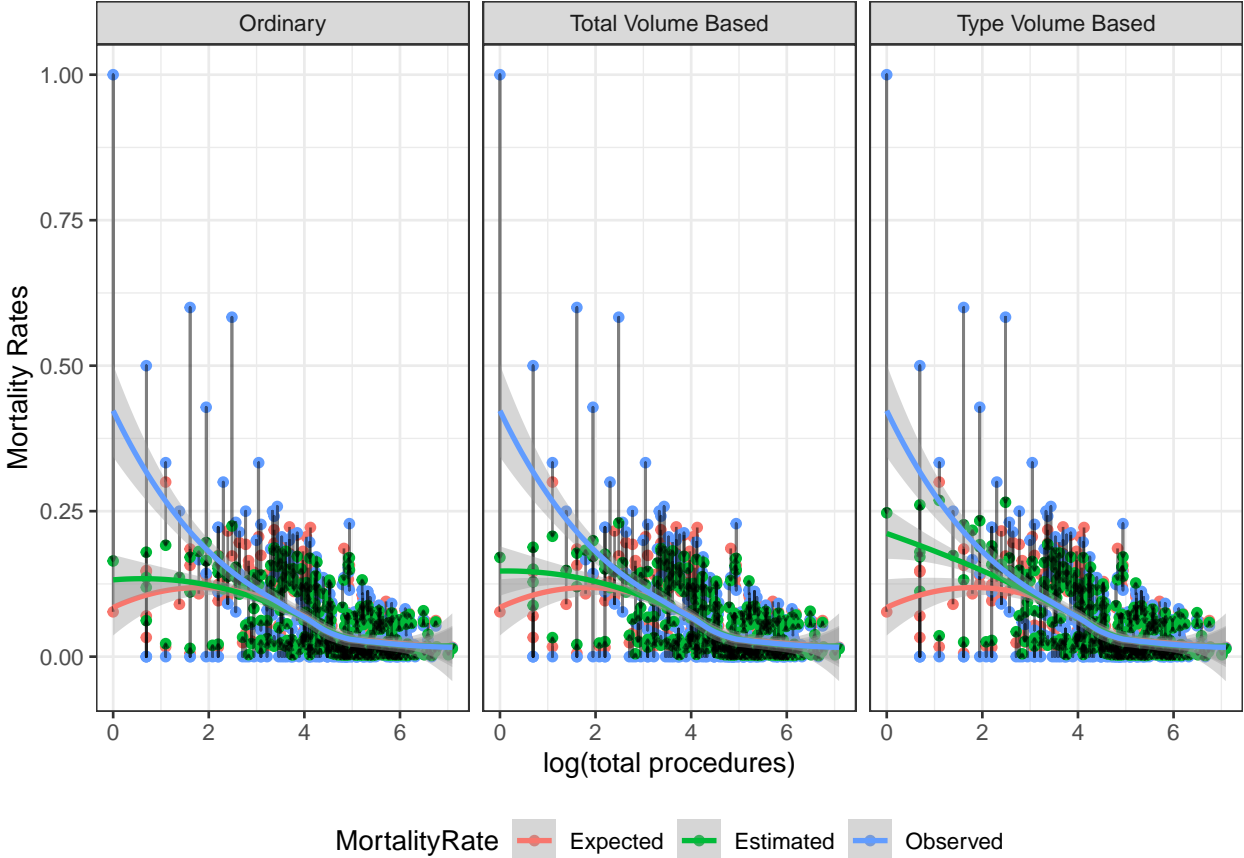 Ordinary Total Volume Based Type Volume Based
1.00
0.75
0.50
0.25
0.00
Mortality Rates
0 2 4 6 0 2 4 6 0 2 4 6
log(total procedures)
MortalityRate Expected Estimated Observed